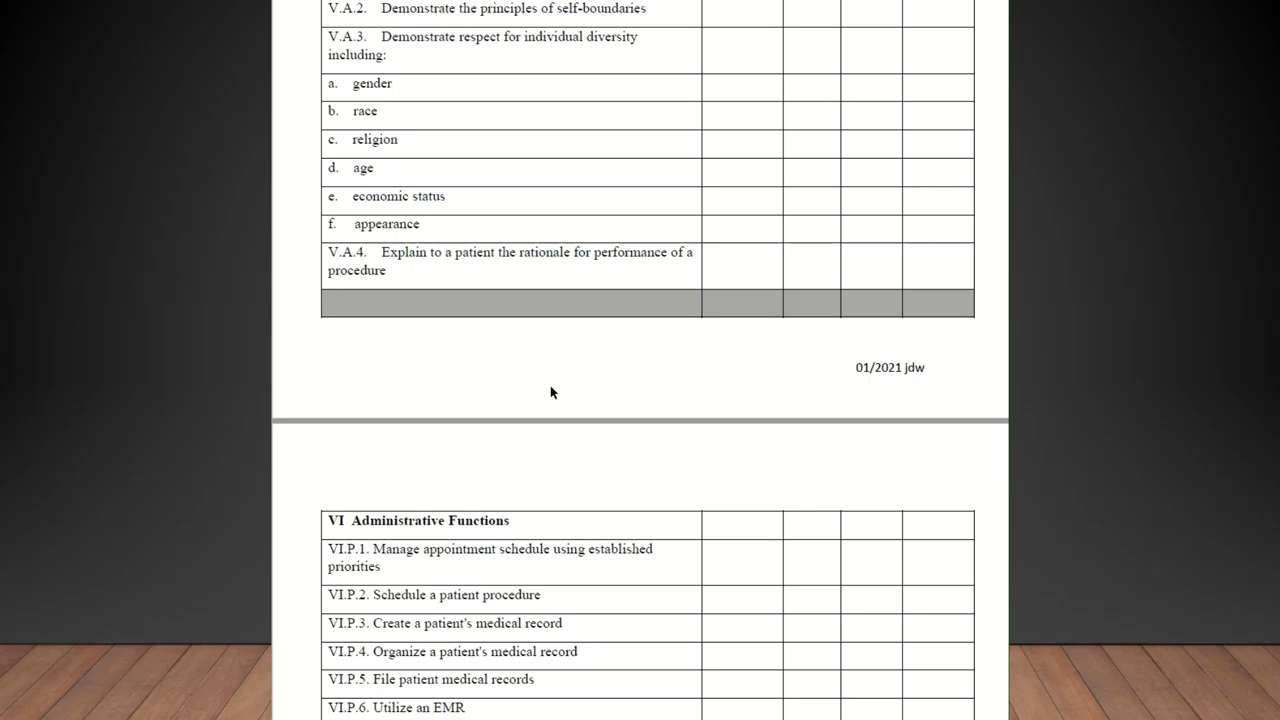 V.A.2. Demonstrate the principles of self-boundaries
V.A.3. Demonstrate respect for individual diversity
including:
a. gender
b. race
c. religion
d. age
e. economic status
f. appearance
V.A.4. Explain to a patient the rationale for performance of a
procedure
01/2021 jdw
VI Administrative Functions
VI.P.1. Manage appointment schedule using established
priorities
VI.P.2. Schedule a patient procedure
VI.P.3. Create a patient's medical record
VI.P.4. Organize a patient's medical record
VI.P.5. File patient medical records
VI.P.6. Utilize an EMR